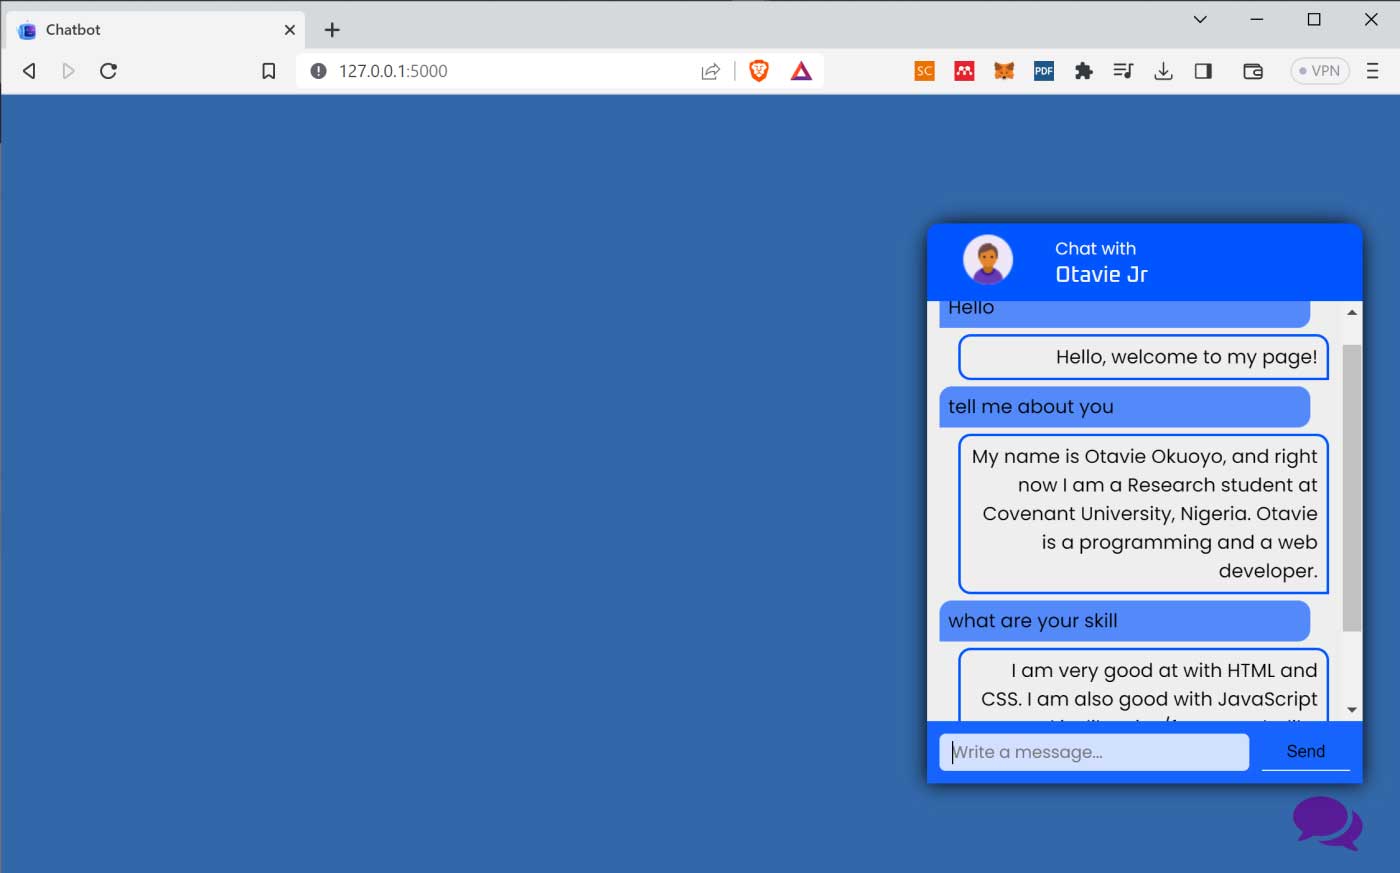 Chatbot
127.0.0.1:5000
SC
PDF
VPN
Chat with
Otavie Jr
Hello
Hello, welcome to my page!
tell me about you
My name is Otavie Okuoyo, and right
now I am a Research student at
Covenant University, Nigeria. Otavie
is a programming and a web
developer.
what are your skill
I am very good at with HTML and
CSS. I am also good with JavaScript
Write a message...
Send